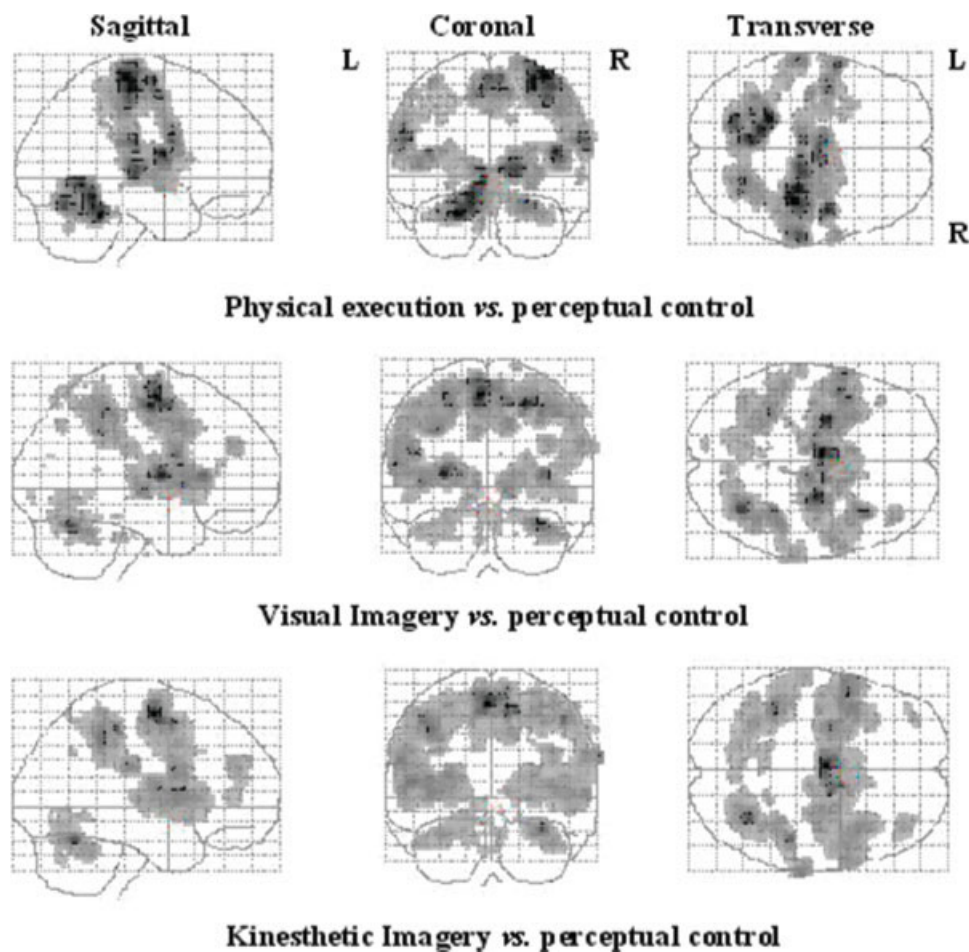 Sagittal Coronal Transverse
L R L
R
Physical execution vs. perceptual control
Visual Imagery vs. perceptual control
Kinesthetic Imagery vs. perceptual control